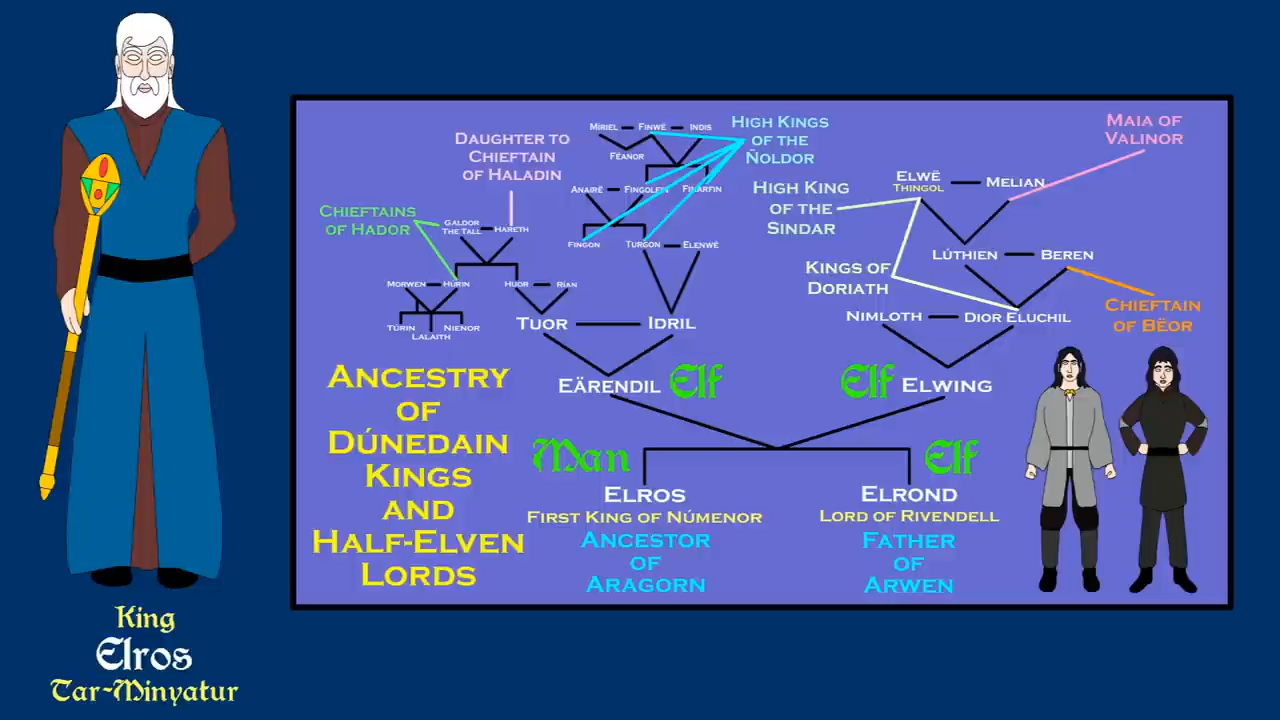 Míriel Finwë Indis
High Kings
of the
Ñoldor
Maia of
Valinor
Daughter to
Chieftain
of Haladin
Fëanor
Anairë Fingolfin Finarfin
High King
of the
Sindar
Elwë
Thingol
Melian
Chieftains
of Hador
Galdor
The Tall
Hareth
Fingon Turgon Elenwë
Lúthien Beren
Kings of
Doriath
Morwen Húrin Huor Rían
Chieftain
of Bëor
Túrin Nienor
Lalaith
Tuor Idril
Nimloth Dior Eluchil
Eärendil Elf
Elf Elwing
Ancestry
of
Dúnedain
Kings
and
Half-Elven
Lords
Man
Elros
First King of Númenor
Ancestor
of
Aragorn
Elf
Elrond
Lord of Rivendell
Father
of
Arwen
King
Elros
Tar-Minyatur